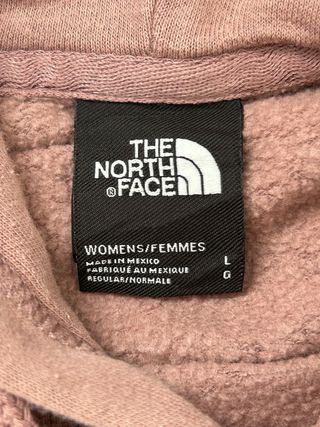 THE
NORTH
FACE
WOMENS/FEMMES
MADE IN MEXICO L
FABRIQUÉ AU MEXIQUE G
REGULAR/NORMALE